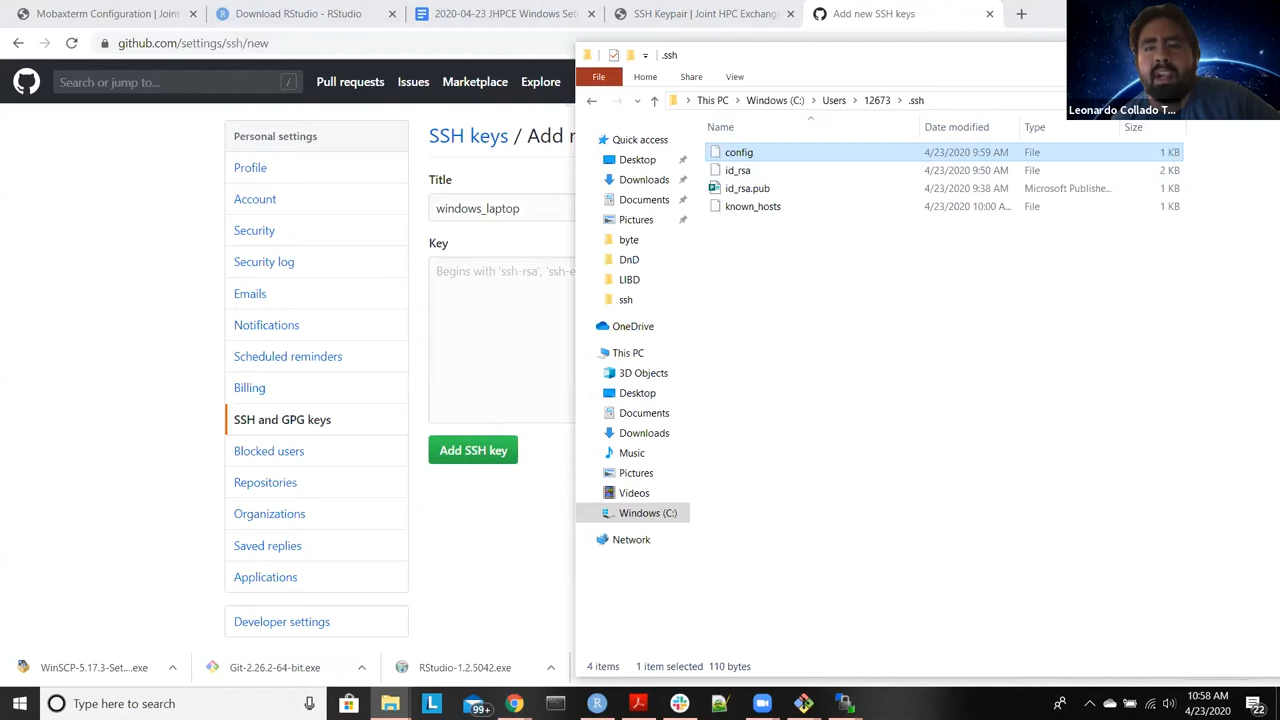 Mobaxterm Configuration | Joint
Download RStudio - RStudio
2020-04-23 JHPCE Windows Set
SSH Keypair | Joint HPC Exchang
Add new SSH keys
github.com/settings/ssh/new
Search or jump to...
/
Pull requests
Issues
Marketplace
Explore
.ssh
File
Home
Share
View
This PC
Windows (C:)
Users
12673
.ssh
Leonardo Collado T...
Personal settings
Profile
Account
Security
Security log
Emails
Notifications
Scheduled reminders
Billing
SSH and GPG keys
Blocked users
Repositories
Organizations
Saved replies
Applications
Developer settings
SSH keys / Add n
Title
windows_laptop
Key
Begins with 'ssh-rsa', 'ssh-e
Add SSH key
Quick access
Desktop
Downloads
Documents
Pictures
byte
DnD
LIBD
ssh
OneDrive
This PC
3D Objects
Desktop
Documents
Downloads
Music
Pictures
Videos
Windows (C:)
Network
Name
Date modified
Type
Size
config
4/23/2020 9:59 AM
File
1 KB
id_rsa
4/23/2020 9:50 AM
File
2 KB
id_rsa.pub
4/23/2020 9:38 AM
Microsoft Publishe...
1 KB
known_hosts
4/23/2020 10:00 A...
File
1 KB
4 items
1 item selected 110 bytes
WinSCP-5.17.3-Set....exe
Git-2.26.2-64-bit.exe
RStudio-1.2.5042.exe
Type here to search
L
99+
R
10:58 AM
4/23/2020
22